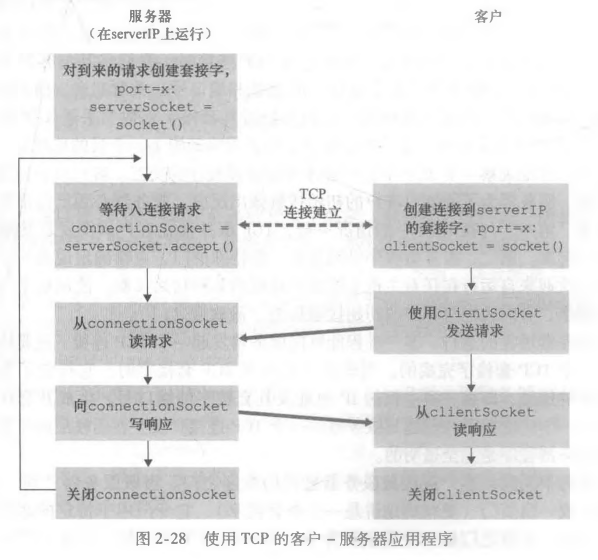 服务器
（在serverIP上运行）
客户
对到来的请求创建套接字，
port=x:
serverSocket =
socket()
等待入连接请求
connectionSocket =
serverSocket.accept()
TCP
连接建立
创建连接到serverIP
的套接字，port=x:
clientSocket = socket()
使用clientSocket
发送请求
从connectionSocket
读请求
向connectionSocket
写响应
从clientSocket
读响应
关闭connectionSocket
关闭clientSocket
图 2-28 使用 TCP 的客户－服务器应用程序